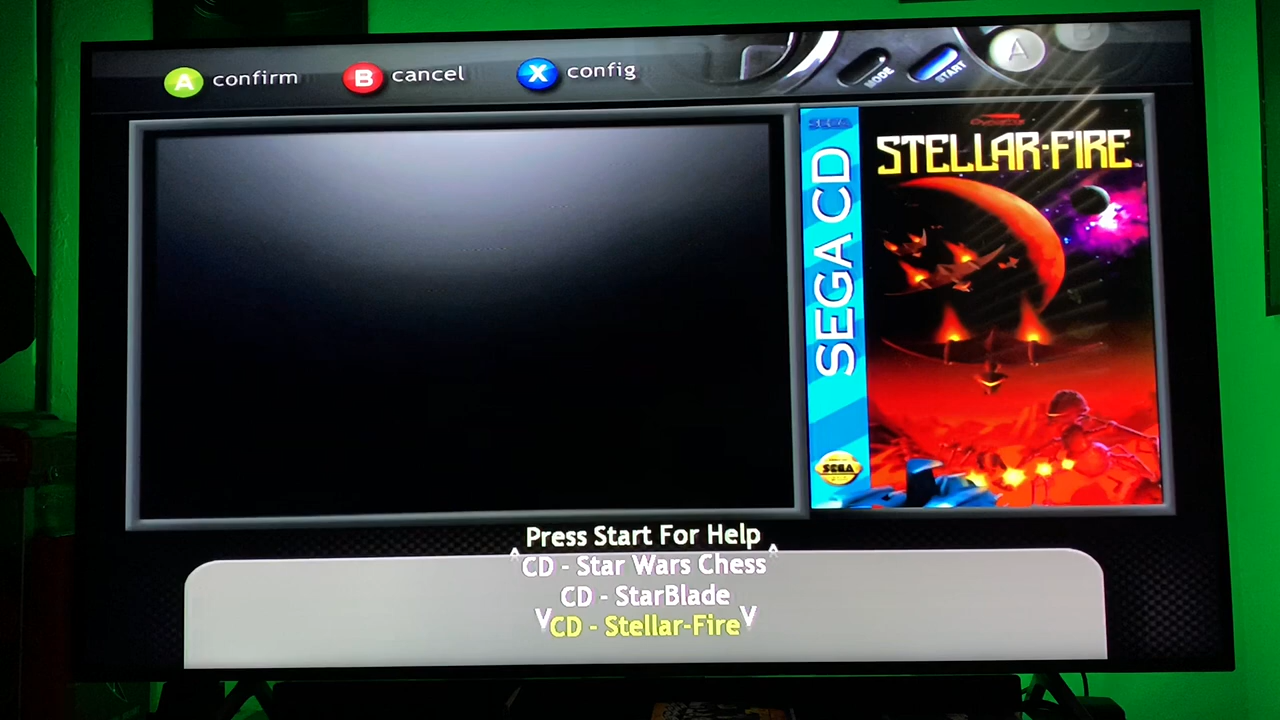 A confirm B cancel X config
MODE START A B
SEGA
STELLAR-FIRE
SEGA CD
SEGA
Press Start For Help
CD - Star Wars Chess
CD - StarBlade
CD - Stellar-Fire